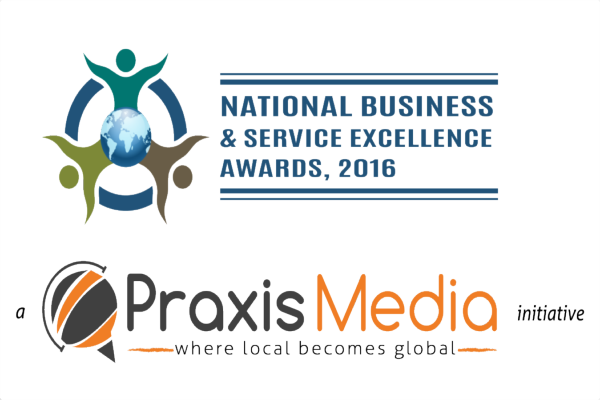 NATIONAL BUSINESS
& SERVICE EXCELLENCE
AWARDS, 2016
a Praxis Media initiative
where local becomes global